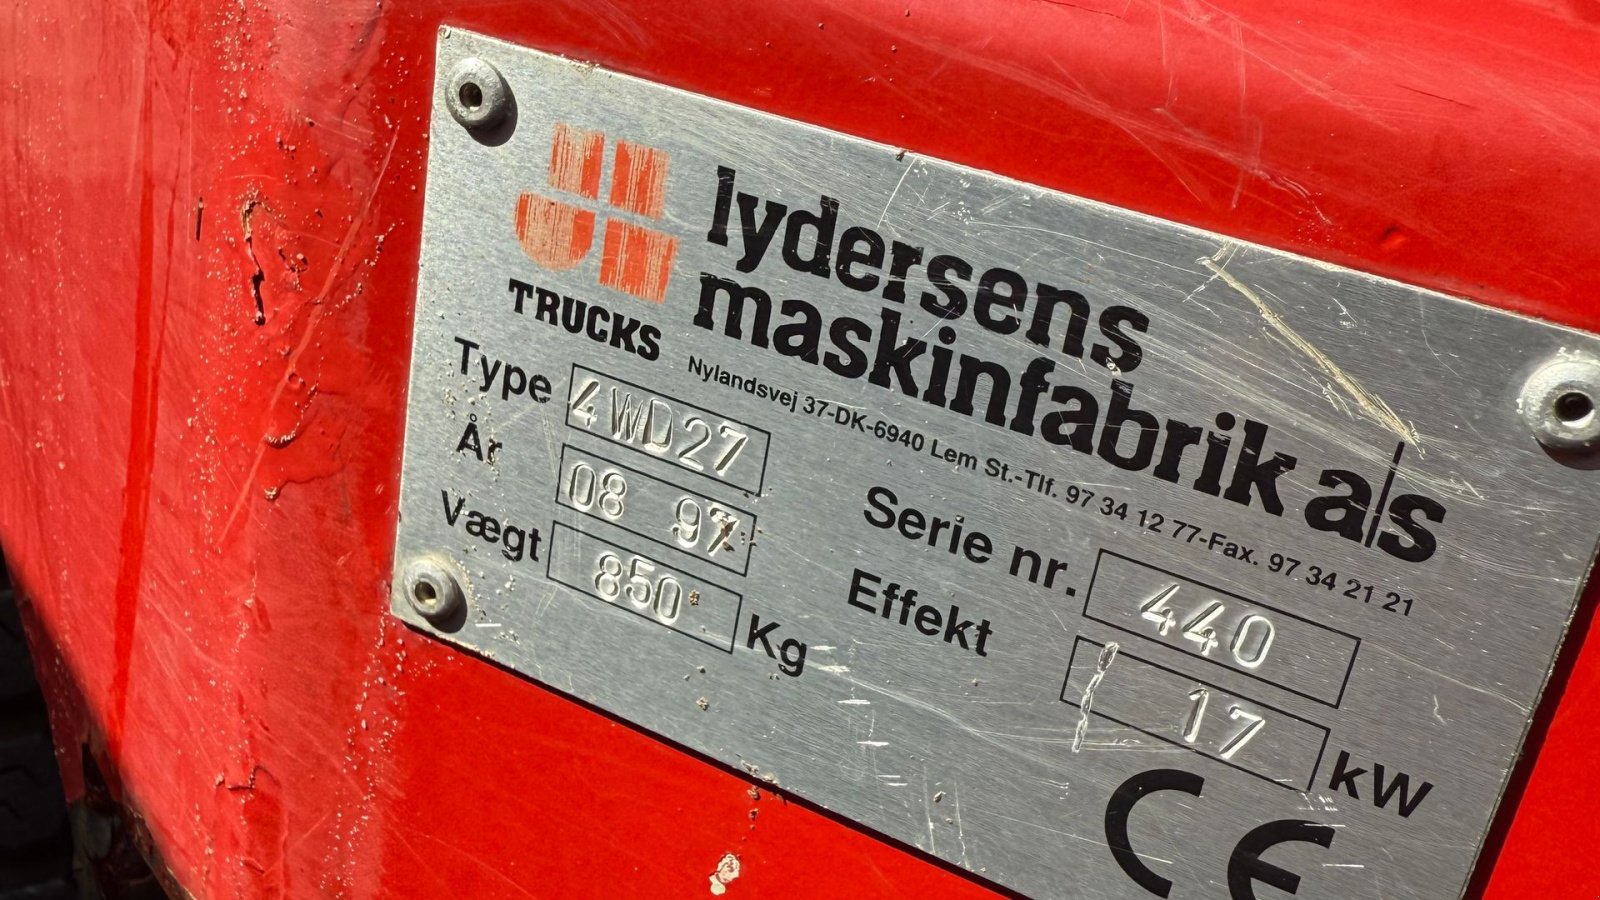 lydersens
maskinfabrik a/s
TRUCKS
Nylandsvej 37-DK-6940 Lem St.-Tlf. 97 34 12 77-Fax. 97 34 21 21
Type 4WD27
År 08 97
Vægt 850 Kg
Serie nr. 440
Effekt 17 kW
CE